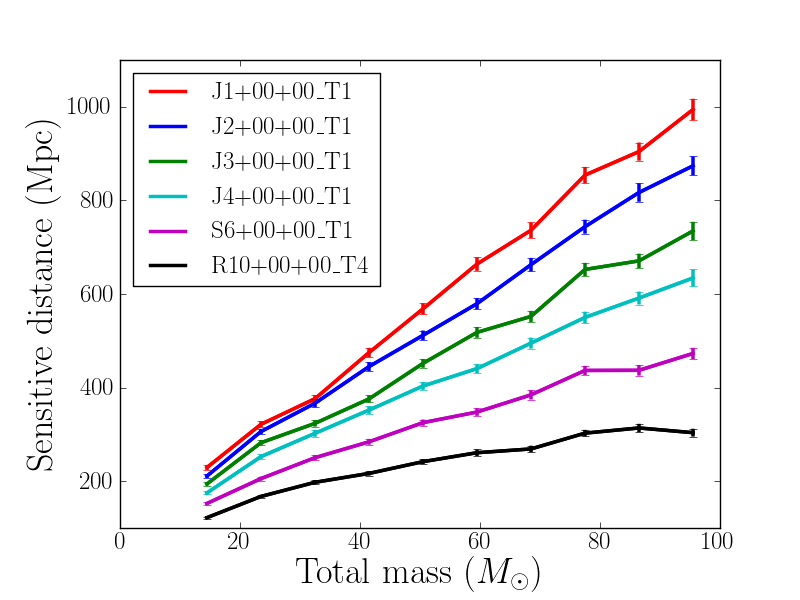 J1+00+00_T1
J2+00+00_T1
J3+00+00_T1
J4+00+00_T1
S6+00+00_T1
R10+00+00_T4
1000
800
600
400
200
0 20 40 60 80 100
Sensitive distance (Mpc)
Total mass (M⊙)